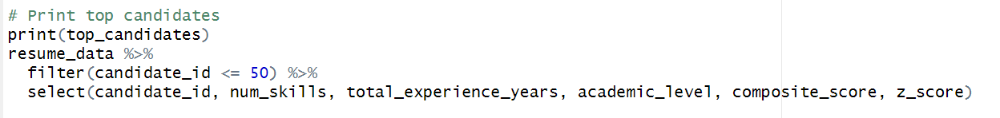 # Print top candidates
print(top_candidates)
resume_data %>%
  filter(candidate_id <= 50) %>%
  select(candidate_id, num_skills, total_experience_years, academic_level, composite_score, z_score)